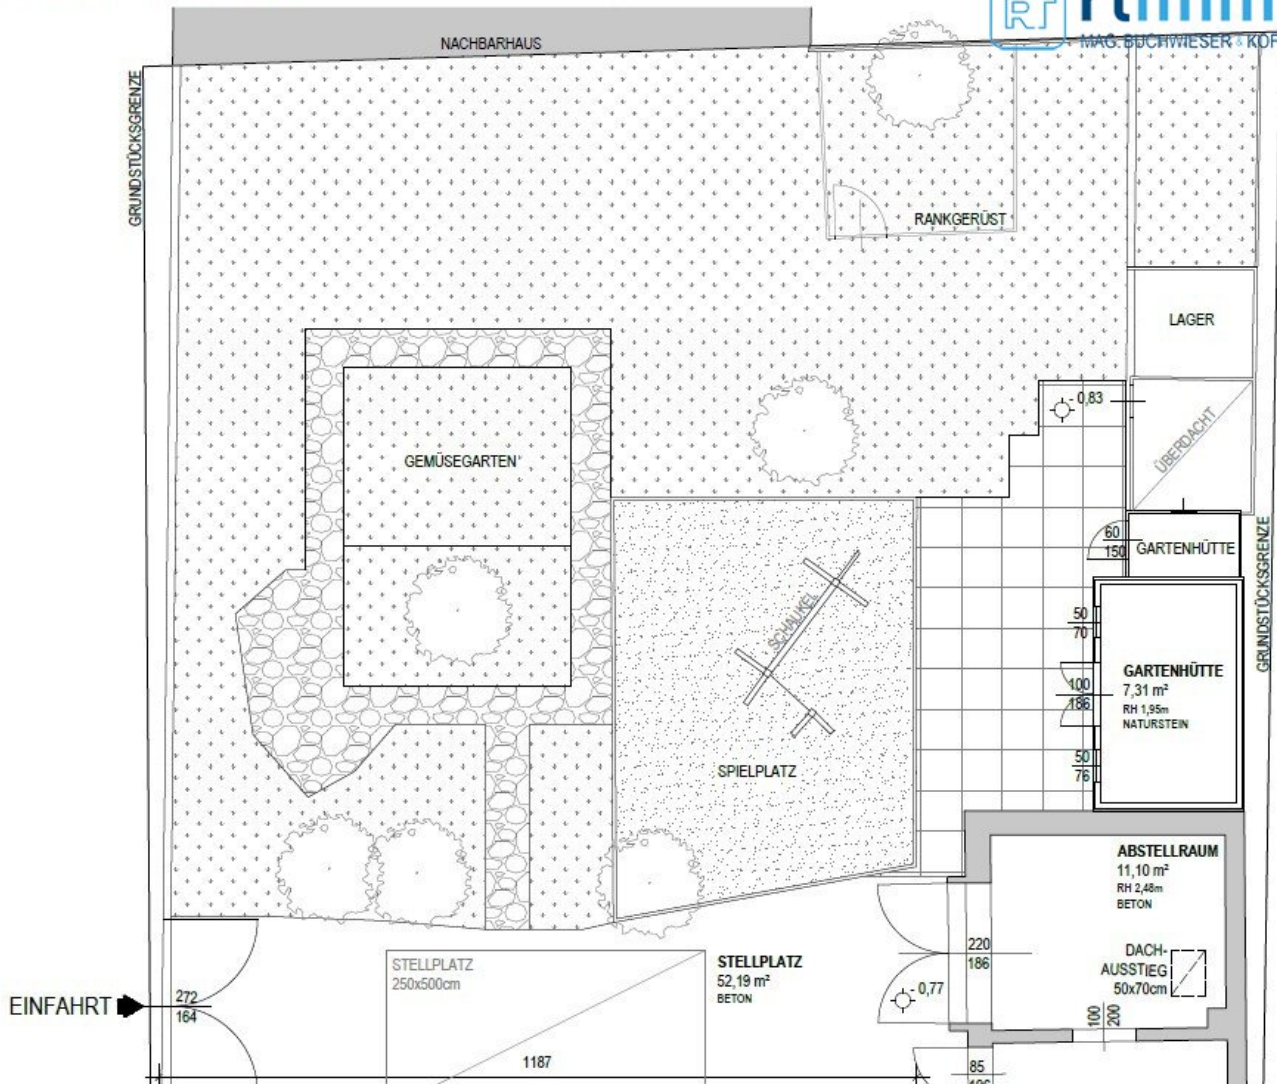 NACHBARHAUS
RT
MAG. BUCHWIESER & KOF
GRUNDSTÜCKSGRENZE
RANKGERÜST
LAGER
- 0,83
ÜBERDACHT
GEMÜSEGARTEN
60
150
GARTENHÜTTE
GRUNDSTÜCKSGRENZE
50
70
SCHAUKEL
GARTENHÜTTE
7,31 m²
RH 1,95m
NATURSTEIN
100
186
50
76
SPIELPLATZ
ABSTELLRAUM
11,10 m²
RH 2,48m
BETON
220
186
DACH-
AUSSTIEG
50x70cm
STELLPLATZ
250x500cm
STELLPLATZ
52,19 m²
BETON
- 0,77
EINFAHRT
272
164
100
200
1187
85